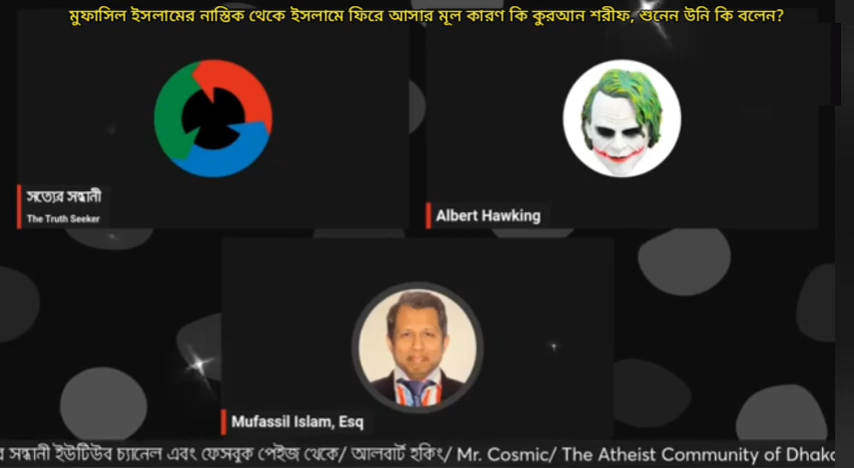 মুফাসিল ইসলামের নাস্তিক থেকে ইসলামে ফিরে আসার মূল কারণ কি কুরআন শরীফ, শুনেন উনি কি বলেন?
সত্যের সন্ধানী
The Truth Seeker
Albert Hawking
Mufassil Islam, Esq
র সন্ধানী ইউটিউব চ্যানেল এবং ফেসবুক পেইজ থেকে/ আলবার্ট হকিং/ Mr. Cosmic/ The Atheist Community of Dhaka